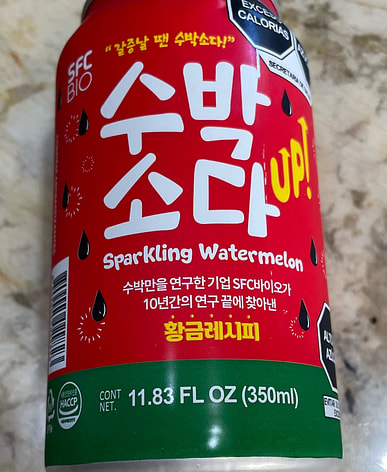 EXCESO
CALORÍAS
SECRETARÍA DE
"갈증날 땐 수박소다!"
SFC
BIO
수박
소다
UP!
Sparkling Watermelon
수박만을 연구한 기업 SFC바이오가
10년간의 연구 끝에 찾아낸
황금레시피
HACCP
CONT
NET.
11.83 FL OZ (350ml)